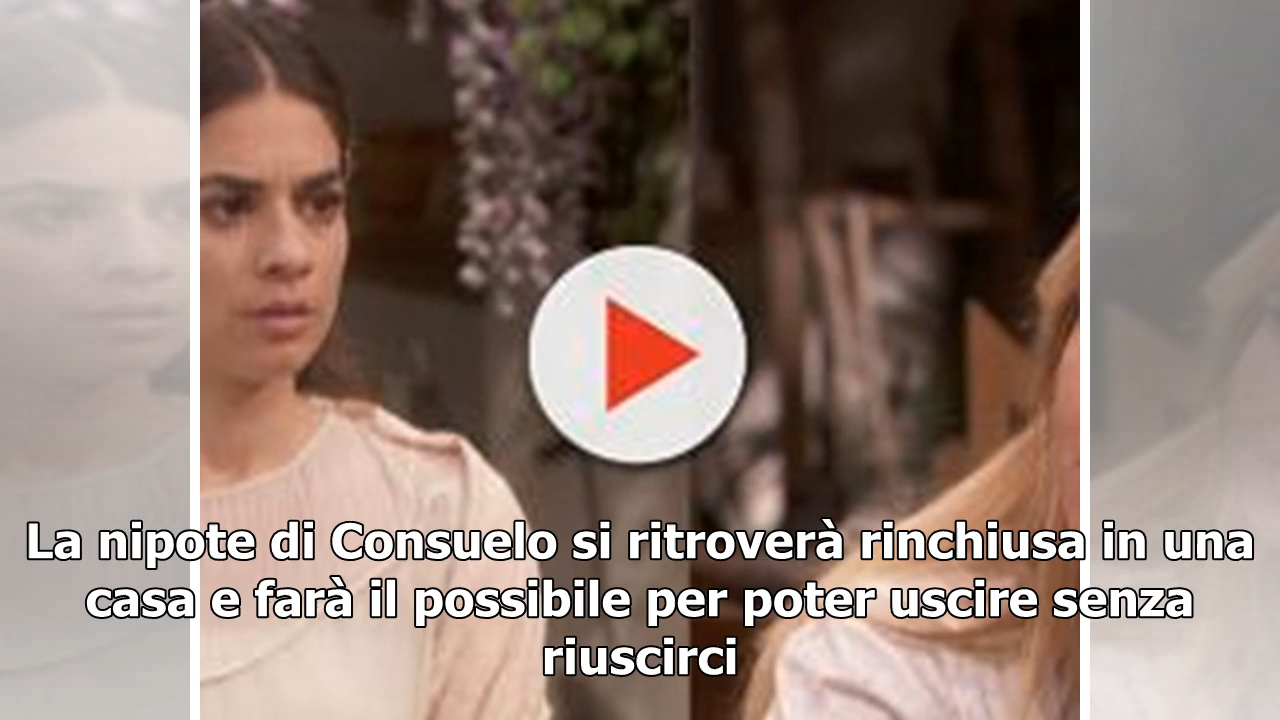 La nipote di Consuelo si ritroverà rinchiusa in una
casa e farà il possibile per poter uscire senza
riuscirci